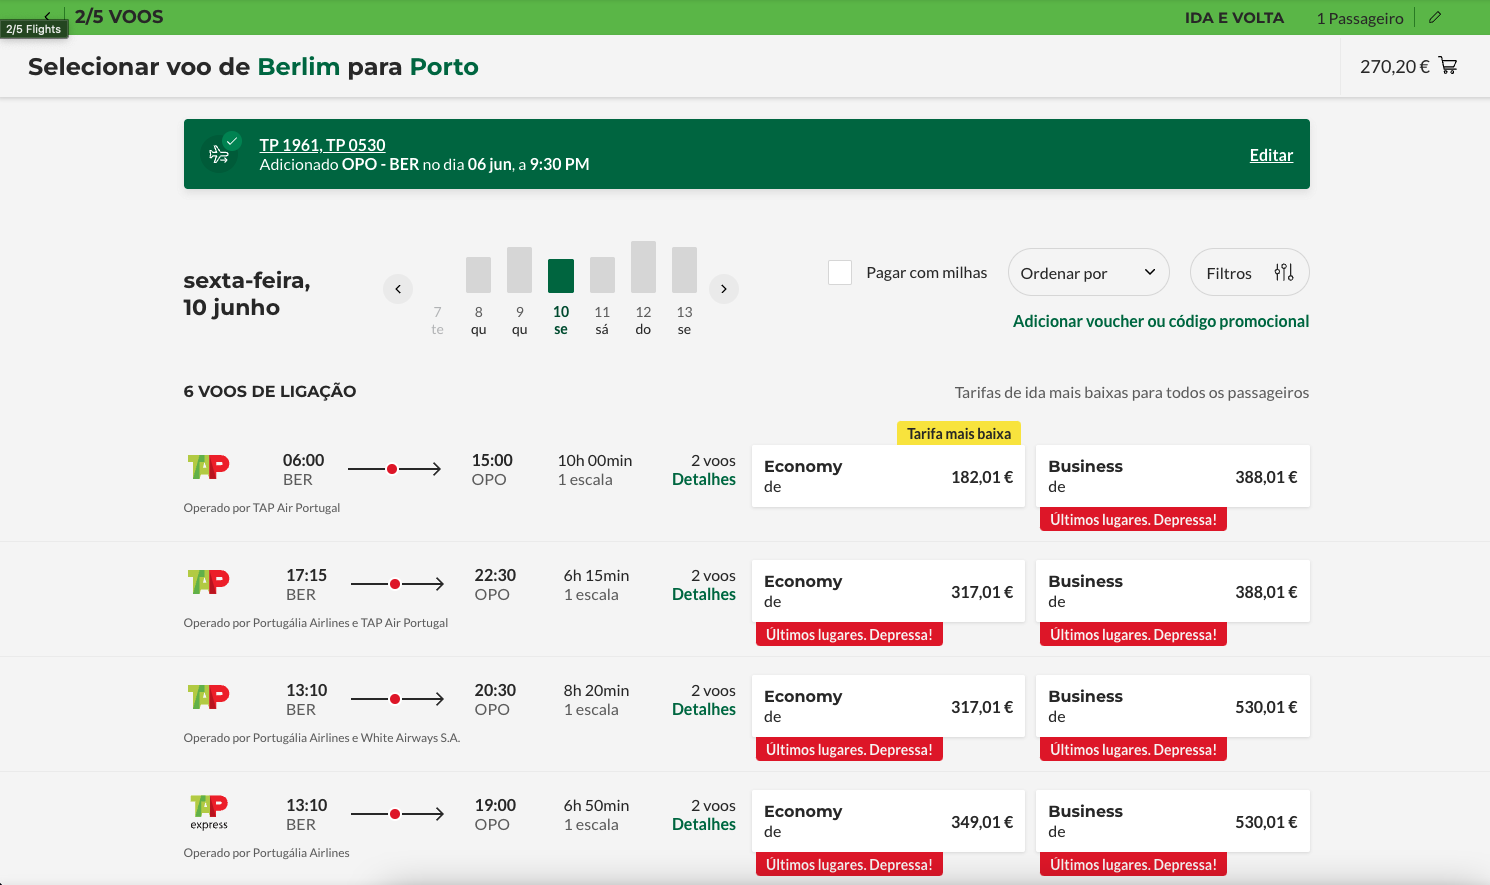 2/5 VOOS
IDA E VOLTA
1 Passageiro
2/5 Flights
Selecionar voo de Berlim para Porto
270,20 €
TP 1961, TP 0530
Adicionado OPO - BER no dia 06 jun, a 9:30 PM
Editar
sexta-feira,
10 junho
7
te
8
qu
9
qu
10
se
11
sá
12
do
13
se
Pagar com milhas
Ordenar por
Filtros
Adicionar voucher ou código promocional
6 VOOS DE LIGAÇÃO
Tarifas de ida mais baixas para todos os passageiros
Tarifa mais baixa
TAP
06:00
BER
15:00
OPO
10h 00min
1 escala
2 voos
Detalhes
Economy
de
182,01 €
Business
de
388,01 €
Operado por TAP Air Portugal
Últimos lugares. Depressa!
TAP
17:15
BER
22:30
OPO
6h 15min
1 escala
2 voos
Detalhes
Economy
de
317,01 €
Business
de
388,01 €
Operado por Portugália Airlines e TAP Air Portugal
Últimos lugares. Depressa!
Últimos lugares. Depressa!
TAP
13:10
BER
20:30
OPO
8h 20min
1 escala
2 voos
Detalhes
Economy
de
317,01 €
Business
de
530,01 €
Operado por Portugália Airlines e White Airways S.A.
Últimos lugares. Depressa!
Últimos lugares. Depressa!
TAP
express
13:10
BER
19:00
OPO
6h 50min
1 escala
2 voos
Detalhes
Economy
de
349,01 €
Business
de
530,01 €
Operado por Portugália Airlines
Últimos lugares. Depressa!
Últimos lugares. Depressa!